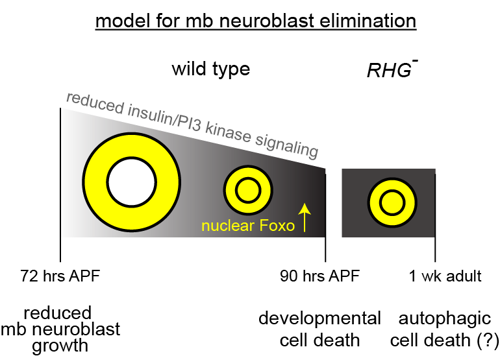 model for mb neuroblast elimination
wild type
RHG-
reduced insulin/PI3 kinase signaling
nuclear Foxo
72 hrs APF
90 hrs APF
1 wk adult
reduced
mb neuroblast
growth
developmental
cell death
autophagic
cell death (?)